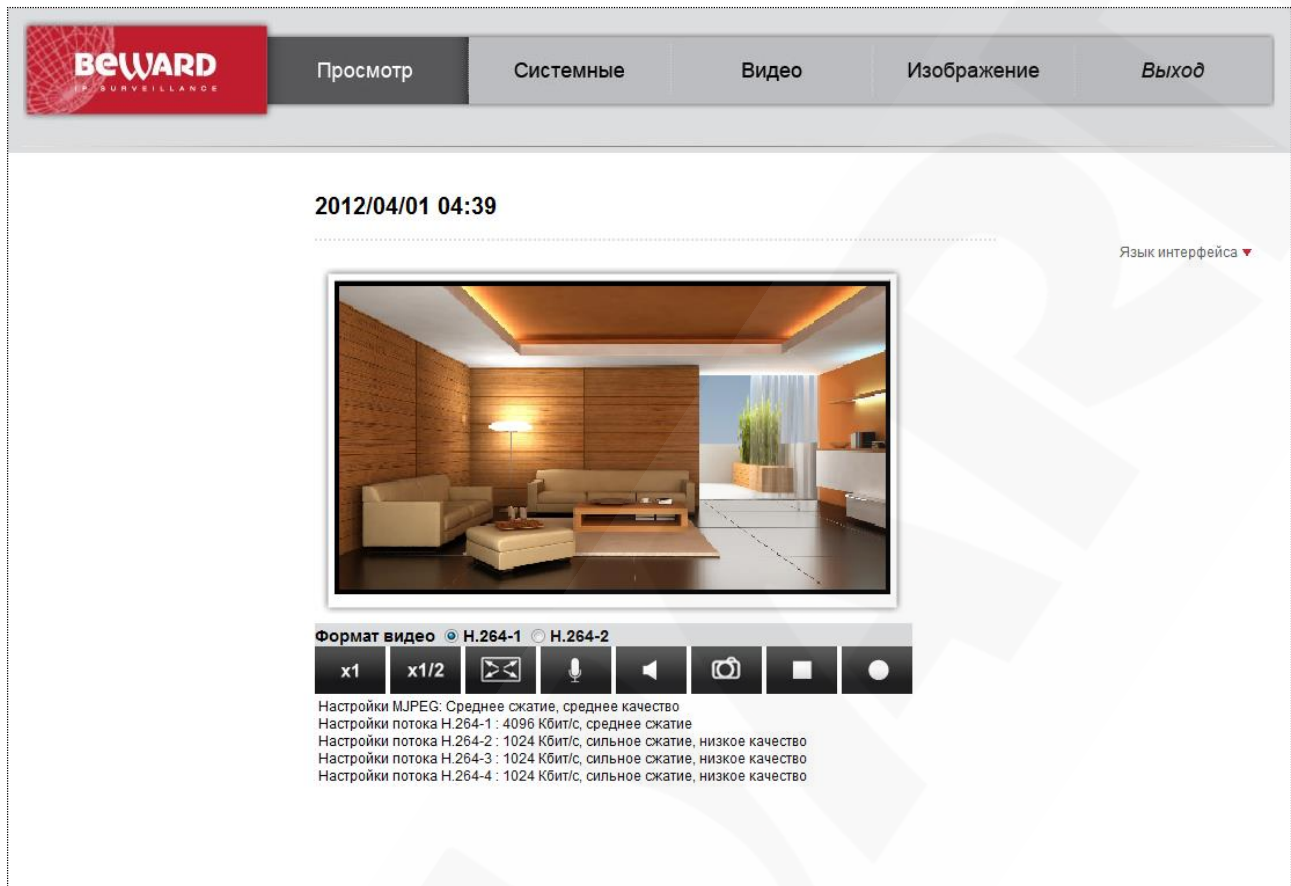 BEWARD
IP SURVEILLANCE
Просмотр
Системные
Видео
Изображение
Выход
2012/04/01 04:39
Язык интерфейса
Формат видео H.264-1 H.264-2
x1 x1/2
Настройки MJPEG: Среднее сжатие, среднее качество
Настройки потока H.264-1 : 4096 Кбит/с, среднее сжатие
Настройки потока H.264-2 : 1024 Кбит/с, сильное сжатие, низкое качество
Настройки потока H.264-3 : 1024 Кбит/с, сильное сжатие, низкое качество
Настройки потока H.264-4 : 1024 Кбит/с, сильное сжатие, низкое качество